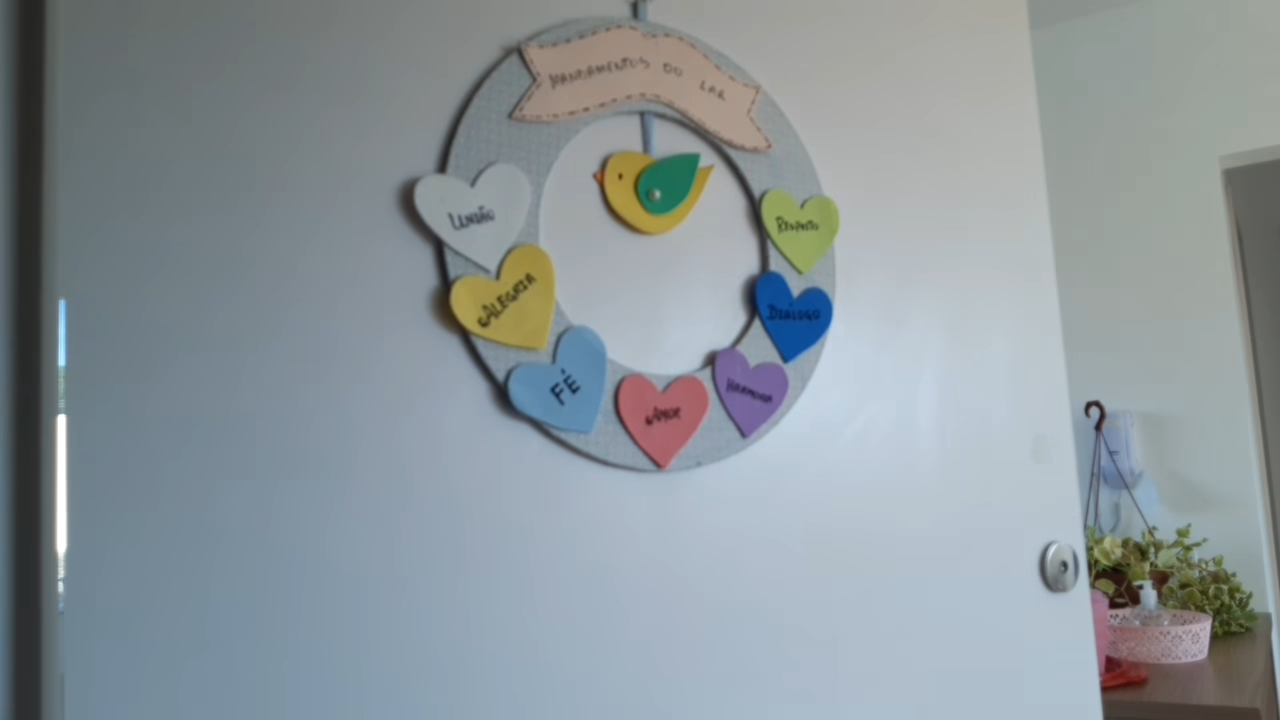 MANDAMENTOS DO LAR
UNIÃO
ALEGRIA
FÉ
AMOR
HARMONIA
DIÁLOGO
RESPEITO